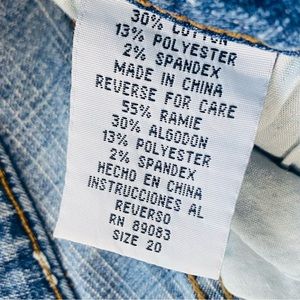 30% COTTON
13% POLYESTER
2% SPANDEX
MADE IN CHINA
REVERSE FOR CARE
55% RAMIE
30% ALGODON
13% POLYESTER
2% SPANDEX
HECHO EN CHINA
INSTRUCCIONES AL
REVERSO
RN 89083
SIZE 20